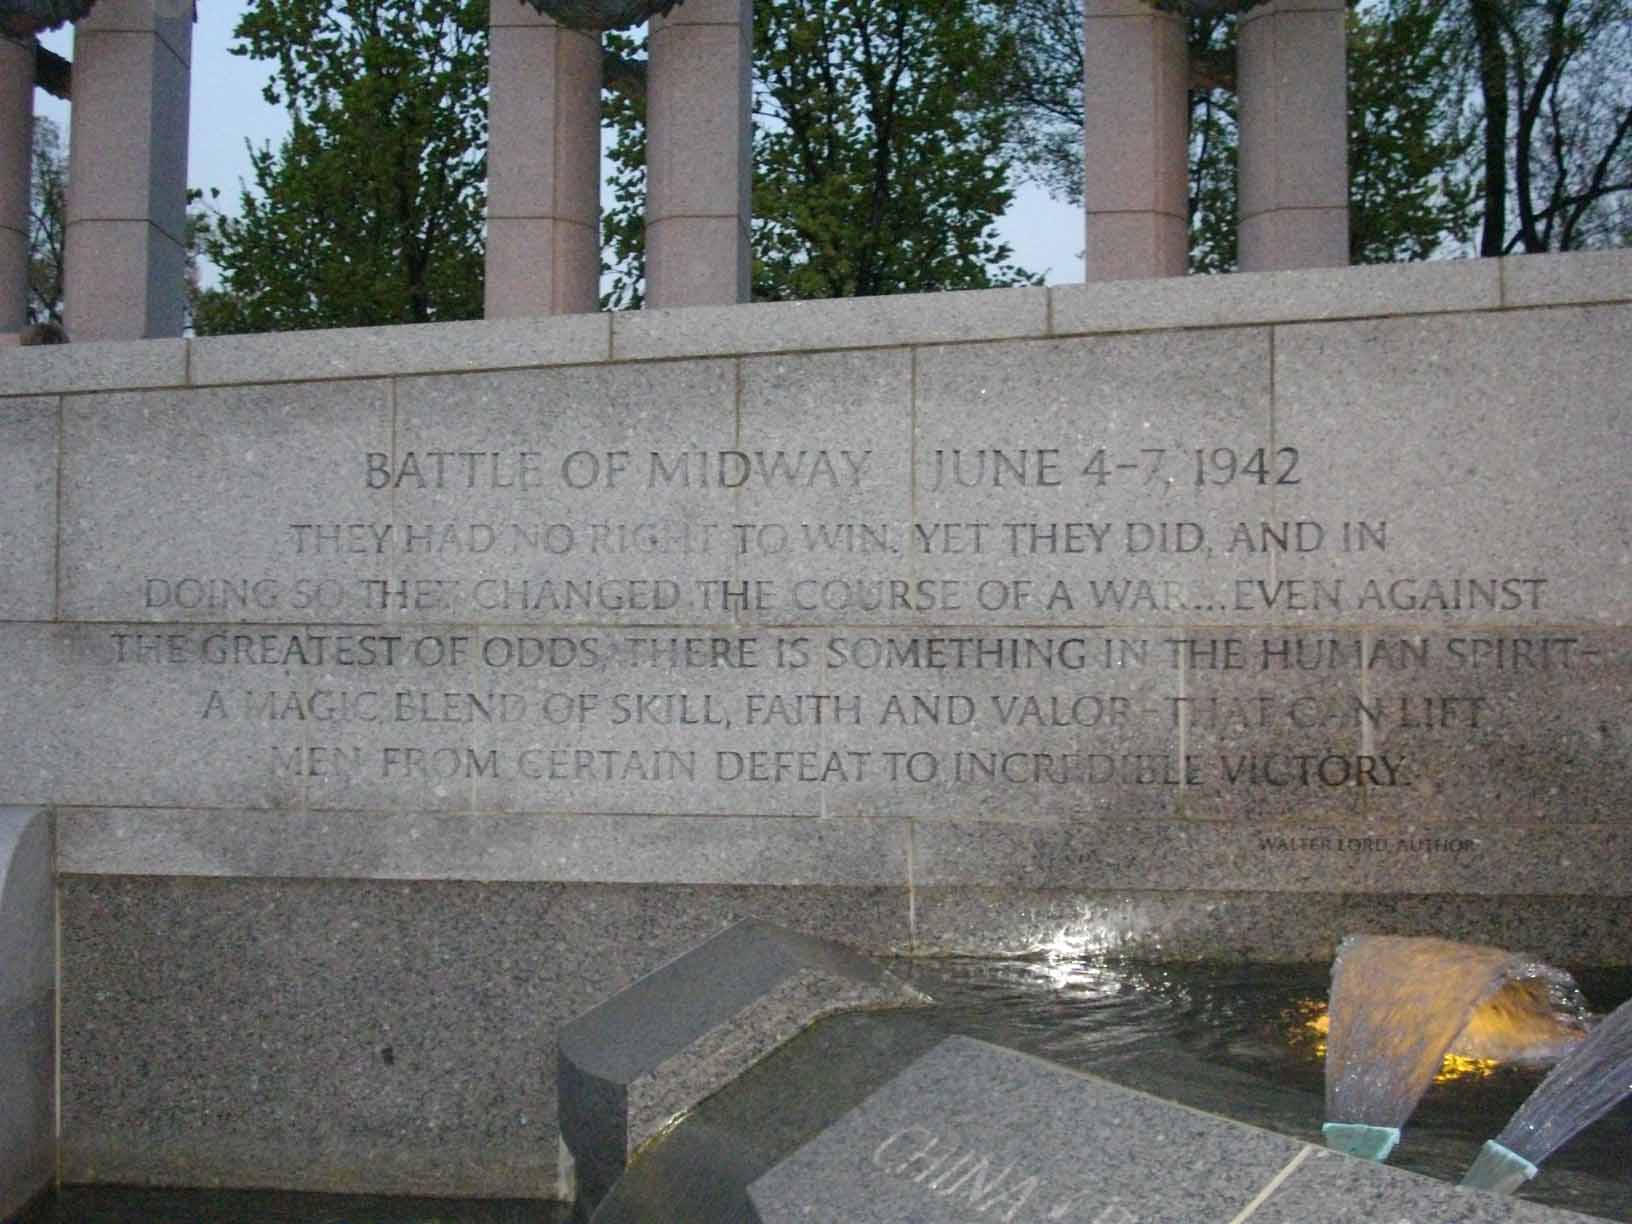 BATTLE OF MIDWAY JUNE 4-7, 1942
THEY HAD NO RIGHT TO WIN. YET THEY DID, AND IN
DOING SO THEY CHANGED THE COURSE OF A WAR...EVEN AGAINST
THE GREATEST OF ODDS, THERE IS SOMETHING IN THE HUMAN SPIRIT-
A MAGIC BLEND OF SKILL, FAITH AND VALOR-THAT CAN LIFT
MEN FROM CERTAIN DEFEAT TO INCREDIBLE VICTORY.
WALTER LORD, AUTHOR
CHINA